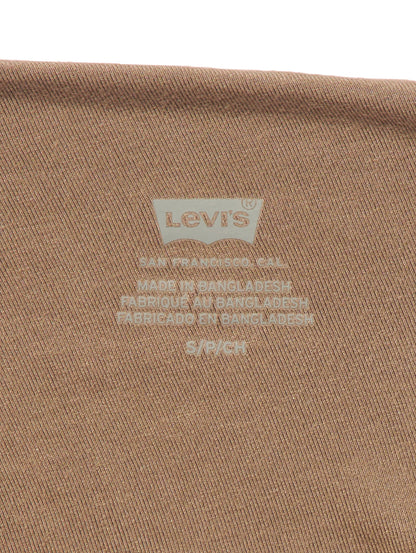 Levi's ®
SAN FRANCISCO, CAL.
MADE IN BANGLADESH
FABRIQUÉ AU BANGLADESH
FABRICADO EN BANGLADESH
S/P/CH